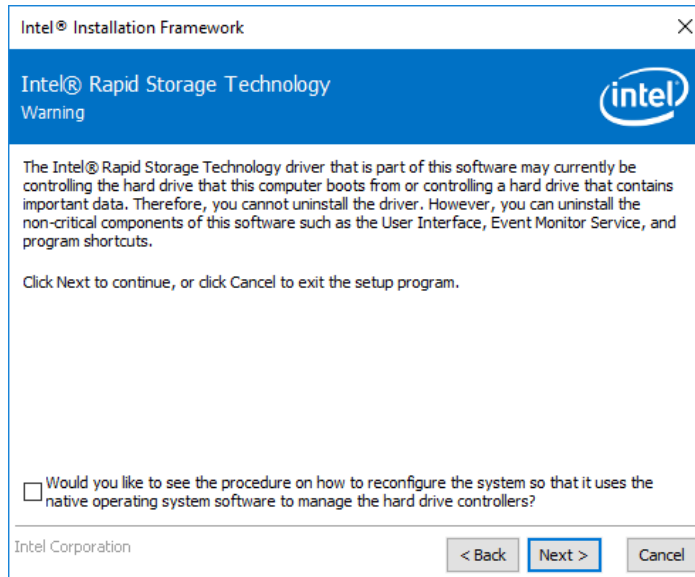 Intel® Installation Framework
Intel® Rapid Storage Technology
Warning
intel
The Intel® Rapid Storage Technology driver that is part of this software may currently be
controlling the hard drive that this computer boots from or controlling a hard drive that contains
important data. Therefore, you cannot uninstall the driver. However, you can uninstall the
non-critical components of this software such as the User Interface, Event Monitor Service, and
program shortcuts.
Click Next to continue, or click Cancel to exit the setup program.
Would you like to see the procedure on how to reconfigure the system so that it uses the
native operating system software to manage the hard drive controllers?
Intel Corporation
< Back
Next >
Cancel